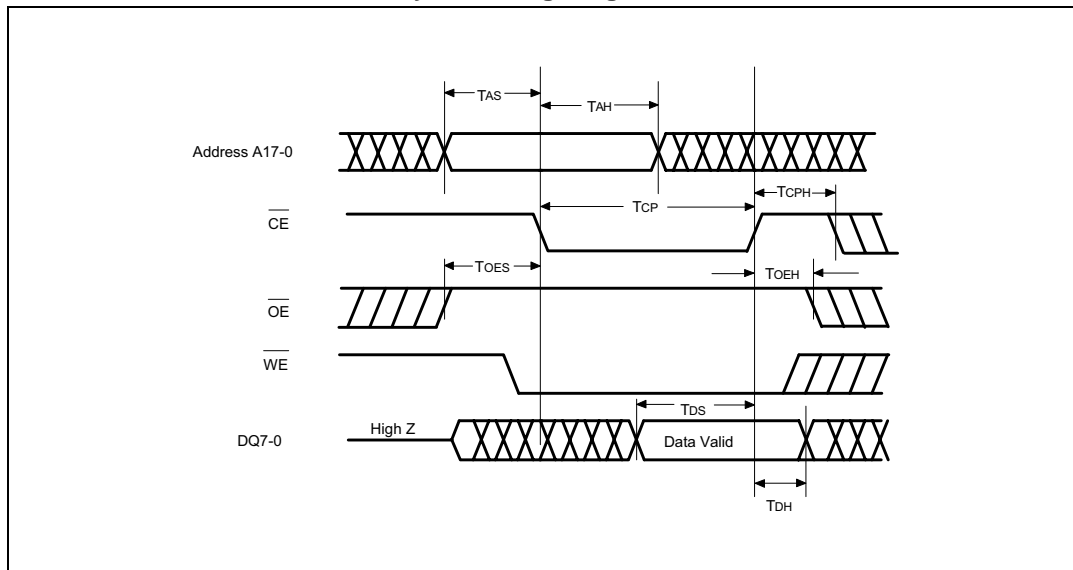 TAS
TAH
Address A17-0
TCPH
TCP
CE
TOES
TOEH
OE
WE
TDS
High Z
DQ7-0
Data Valid
TDH